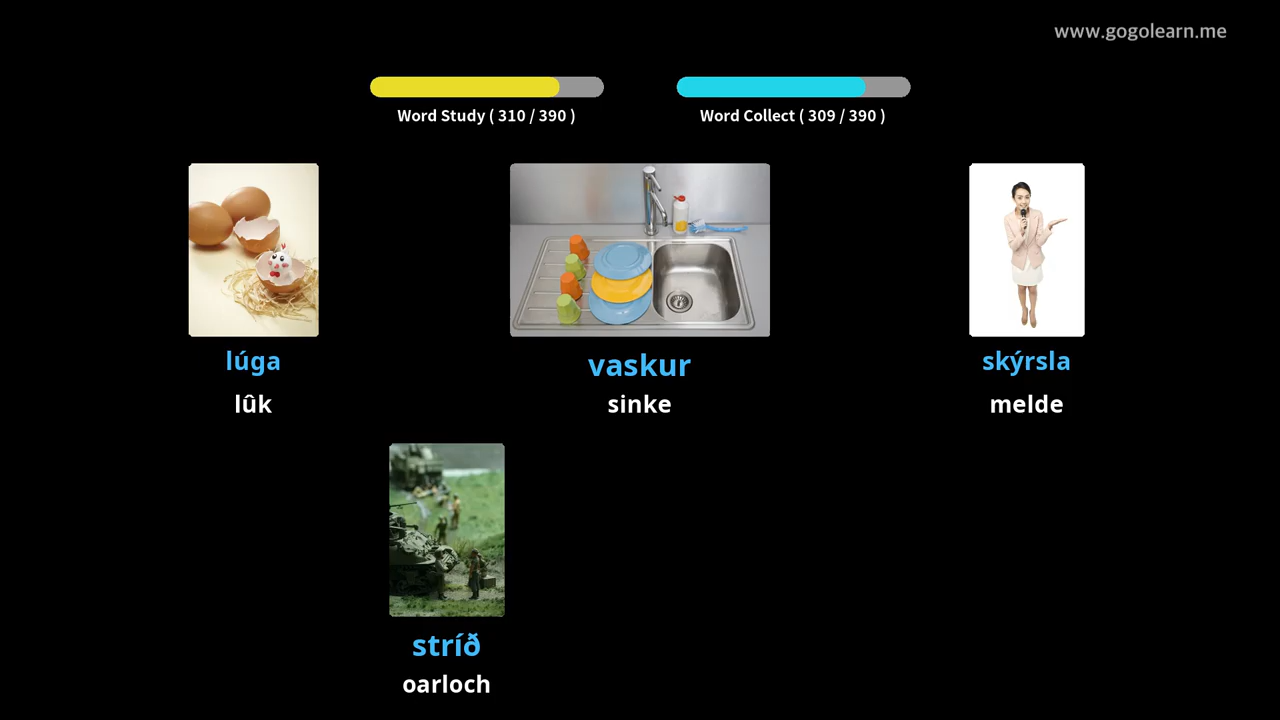 www.gogolearn.me
Word Study ( 310 / 390 )
Word Collect ( 309 / 390 )
lúga
vaskur
skýrsla
lûk
sinke
melde
stríð
oarloch